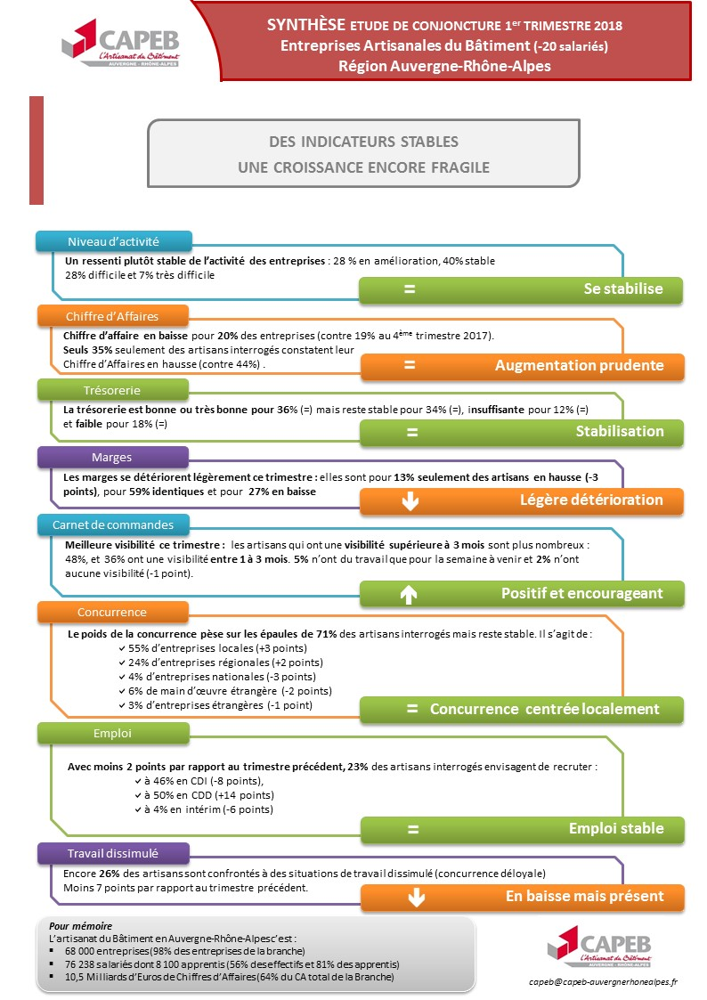 CAPEB
L'Artisanat du Bâtiment
AUVERGNE - RHÔNE-ALPES
SYNTHÈSE ETUDE DE CONJONCTURE 1er TRIMESTRE 2018
Entreprises Artisanales du Bâtiment (-20 salariés)
Région Auvergne-Rhône-Alpes
DES INDICATEURS STABLES
UNE CROISSANCE ENCORE FRAGILE
Niveau d'activité
Un ressenti plutôt stable de l'activité des entreprises : 28 % en amélioration, 40% stable
28% difficile et 7% très difficile
= Se stabilise
Chiffre d'Affaires
Chiffre d'affaire en baisse pour 20% des entreprises (contre 19% au 4ème trimestre 2017).
Seuls 35% seulement des artisans interrogés constatent leur
Chiffre d'Affaires en hausse (contre 44%) .
= Augmentation prudente
Trésorerie
La trésorerie est bonne ou très bonne pour 36% (=) mais reste stable pour 34% (=), insuffisante pour 12% (=)
et faible pour 18% (=)
= Stabilisation
Marges
Les marges se détériorent légèrement ce trimestre : elles sont pour 13% seulement des artisans en hausse (-3
points), pour 59% identiques et pour 27% en baisse
Légère détérioration
Carnet de commandes
Meilleure visibilité ce trimestre : les artisans qui ont une visibilité supérieure à 3 mois sont plus nombreux :
48%, et 36% ont une visibilité entre 1 à 3 mois. 5% n'ont du travail que pour la semaine à venir et 2% n'ont
aucune visibilité (-1 point).
Positif et encourageant
Concurrence
Le poids de la concurrence pèse sur les épaules de 71% des artisans interrogés mais reste stable. Il s'agit de :
✓ 55% d'entreprises locales (+3 points)
✓ 24% d'entreprises régionales (+2 points)
✓ 4% d'entreprises nationales (-3 points)
✓ 6% de main d'œuvre étrangère (-2 points)
✓ 3% d'entreprises étrangères (-1 point)
= Concurrence centrée localement
Emploi
Avec moins 2 points par rapport au trimestre précédent, 23% des artisans interrogés envisagent de recruter :
✓ à 46% en CDI (-8 points),
✓ à 50% en CDD (+14 points)
✓ à 4% en intérim (-6 points)
= Emploi stable
Travail dissimulé
Encore 26% des artisans sont confrontés à des situations de travail dissimulé (concurrence déloyale)
Moins 7 points par rapport au trimestre précédent.
En baisse mais présent
Pour mémoire
L'artisanat du Bâtiment en Auvergne-Rhône-Alpes c'est :
▪ 68 000 entreprises (98% des entreprises de la branche)
▪ 76 238 salariés dont 8 100 apprentis (56% des effectifs et 81% des apprentis)
▪ 10,5 Milliards d'Euros de Chiffres d'Affaires (64% du CA total de la Branche)
CAPEB
L'Artisanat du Bâtiment
AUVERGNE - RHÔNE-ALPES
capeb@capeb-auvergnerhonealpes.fr